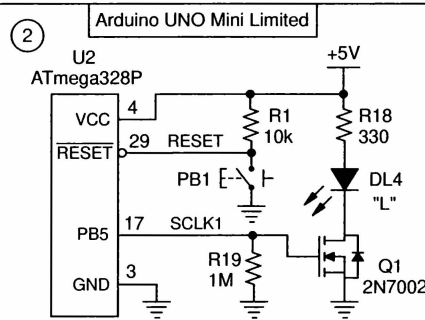 Arduino UNO Mini Limited
2
U2
ATmega328P
+5V
VCC
4
R1
10k
R18
330
RESET
29
RESET
PB1
DL4
"L"
PB5
17
SCLK1
R19
1M
Q1
2N7002
GND
3